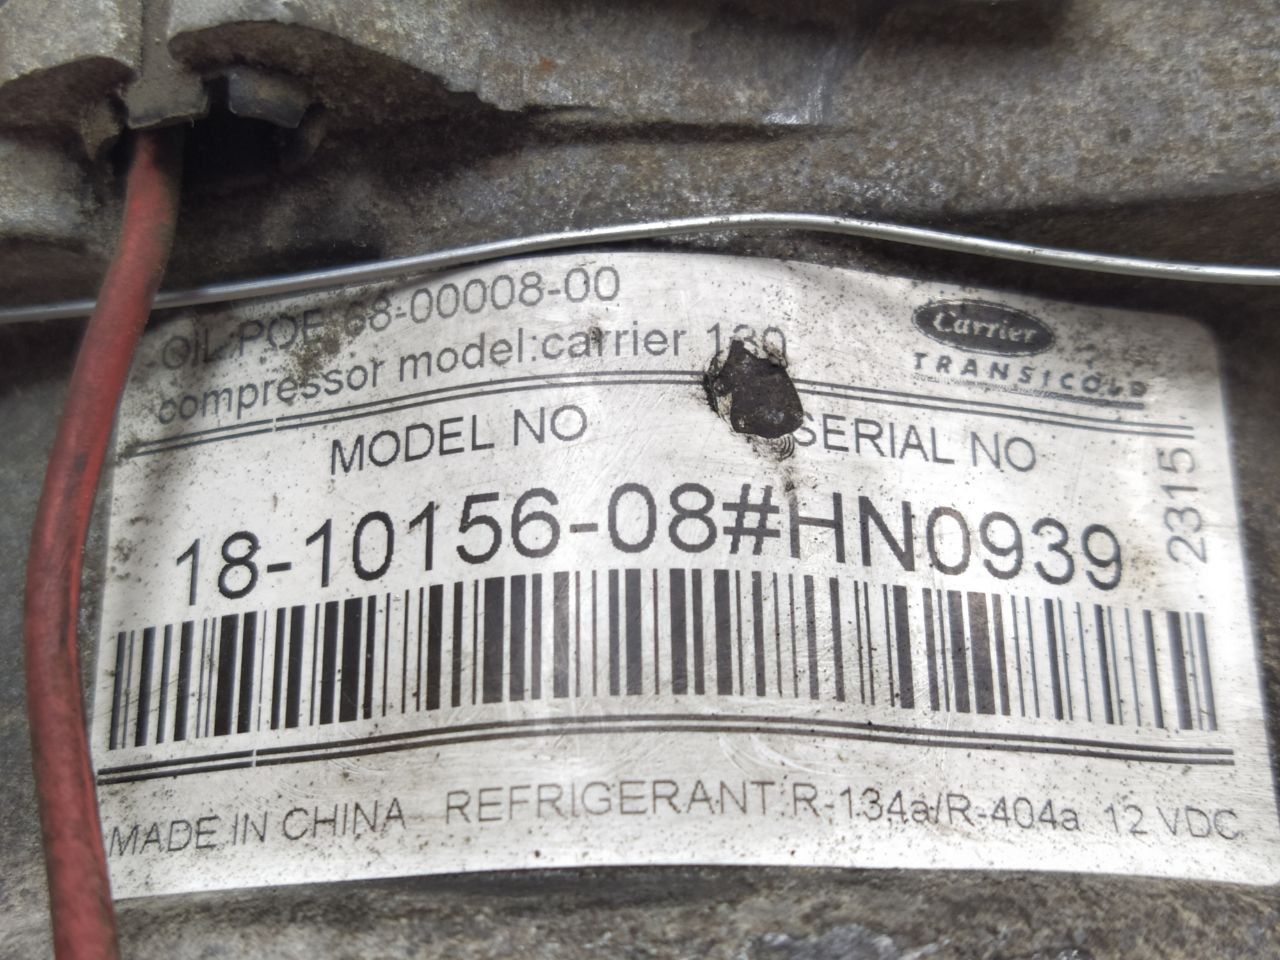 OIL:POE 68-00008-00
compressor model:carrier 130
Carrier
TRANSICOLD
MODEL NO
SERIAL NO
18-10156-08#HN0939
2315
MADE IN CHINA REFRIGERANT:R-134a/R-404a 12 VDC